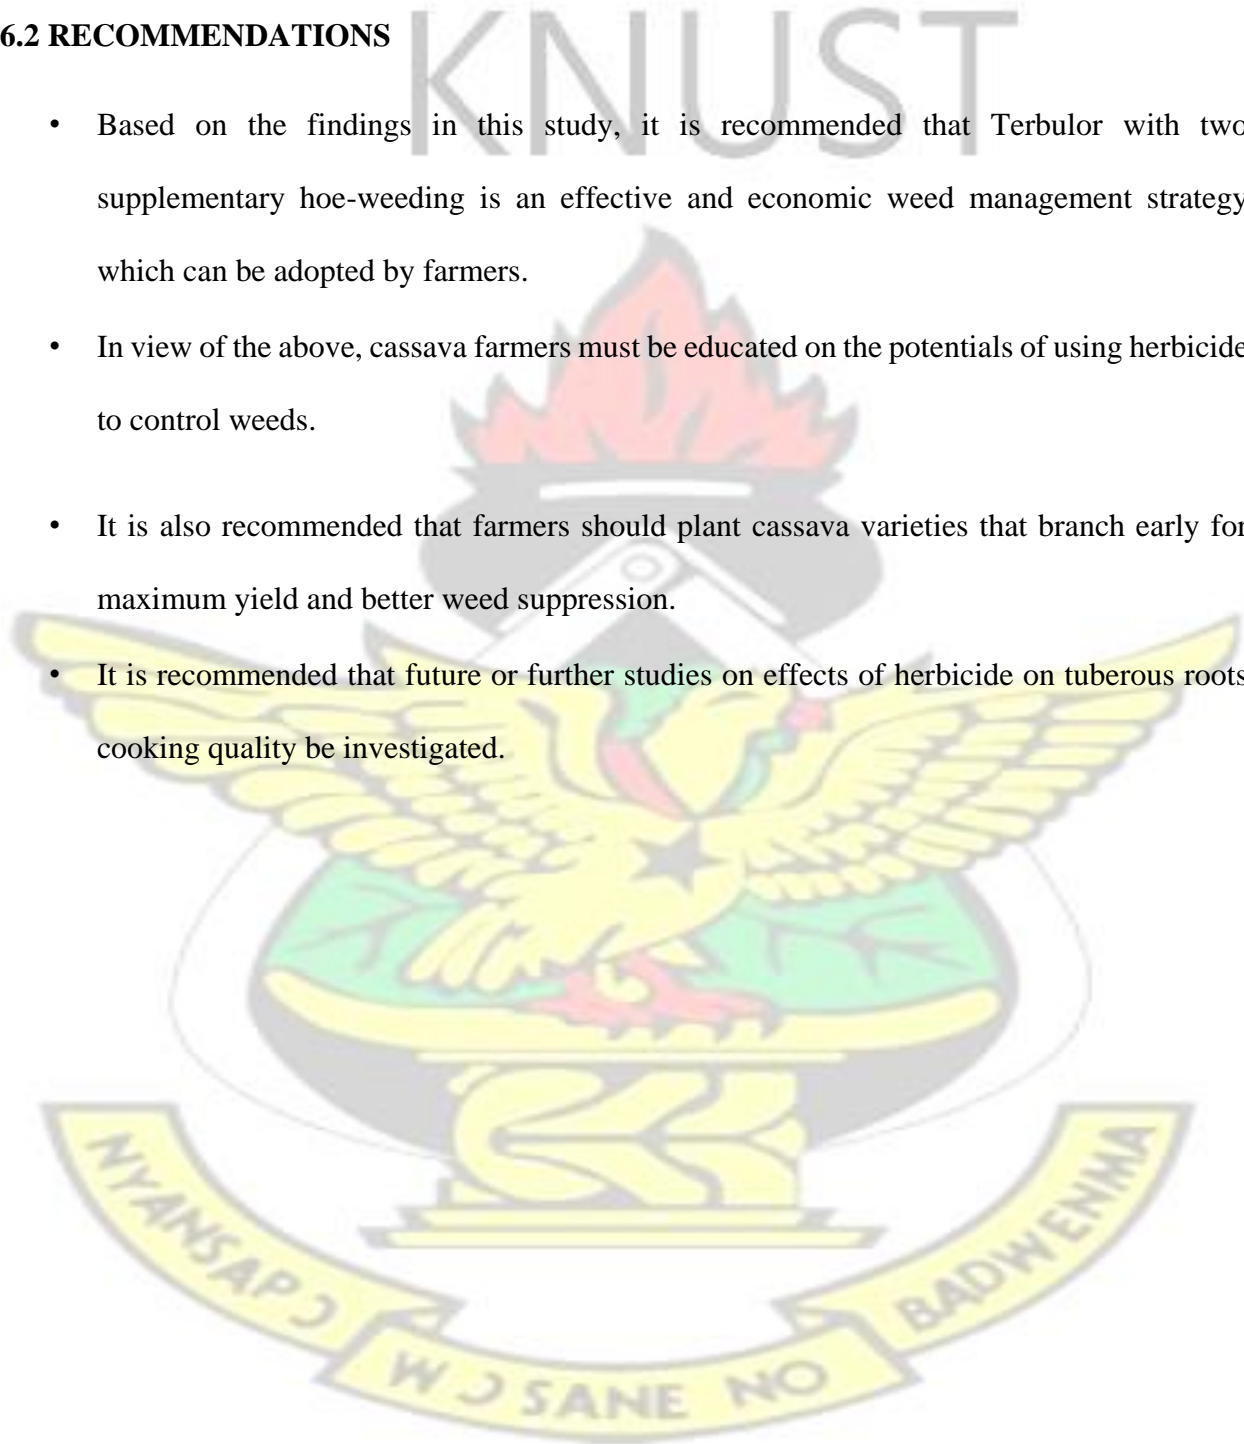 KNUST
6.2 RECOMMENDATIONS
• Based on the findings in this study, it is recommended that Terbulor with two
supplementary hoe-weeding is an effective and economic weed management strategy
which can be adopted by farmers.
• In view of the above, cassava farmers must be educated on the potentials of using herbicide
to control weeds.
• It is also recommended that farmers should plant cassava varieties that branch early for
maximum yield and better weed suppression.
• It is recommended that future or further studies on effects of herbicide on tuberous roots
cooking quality be investigated.
NYANSAPƆ
WƆ SANE NO
BADWENMA